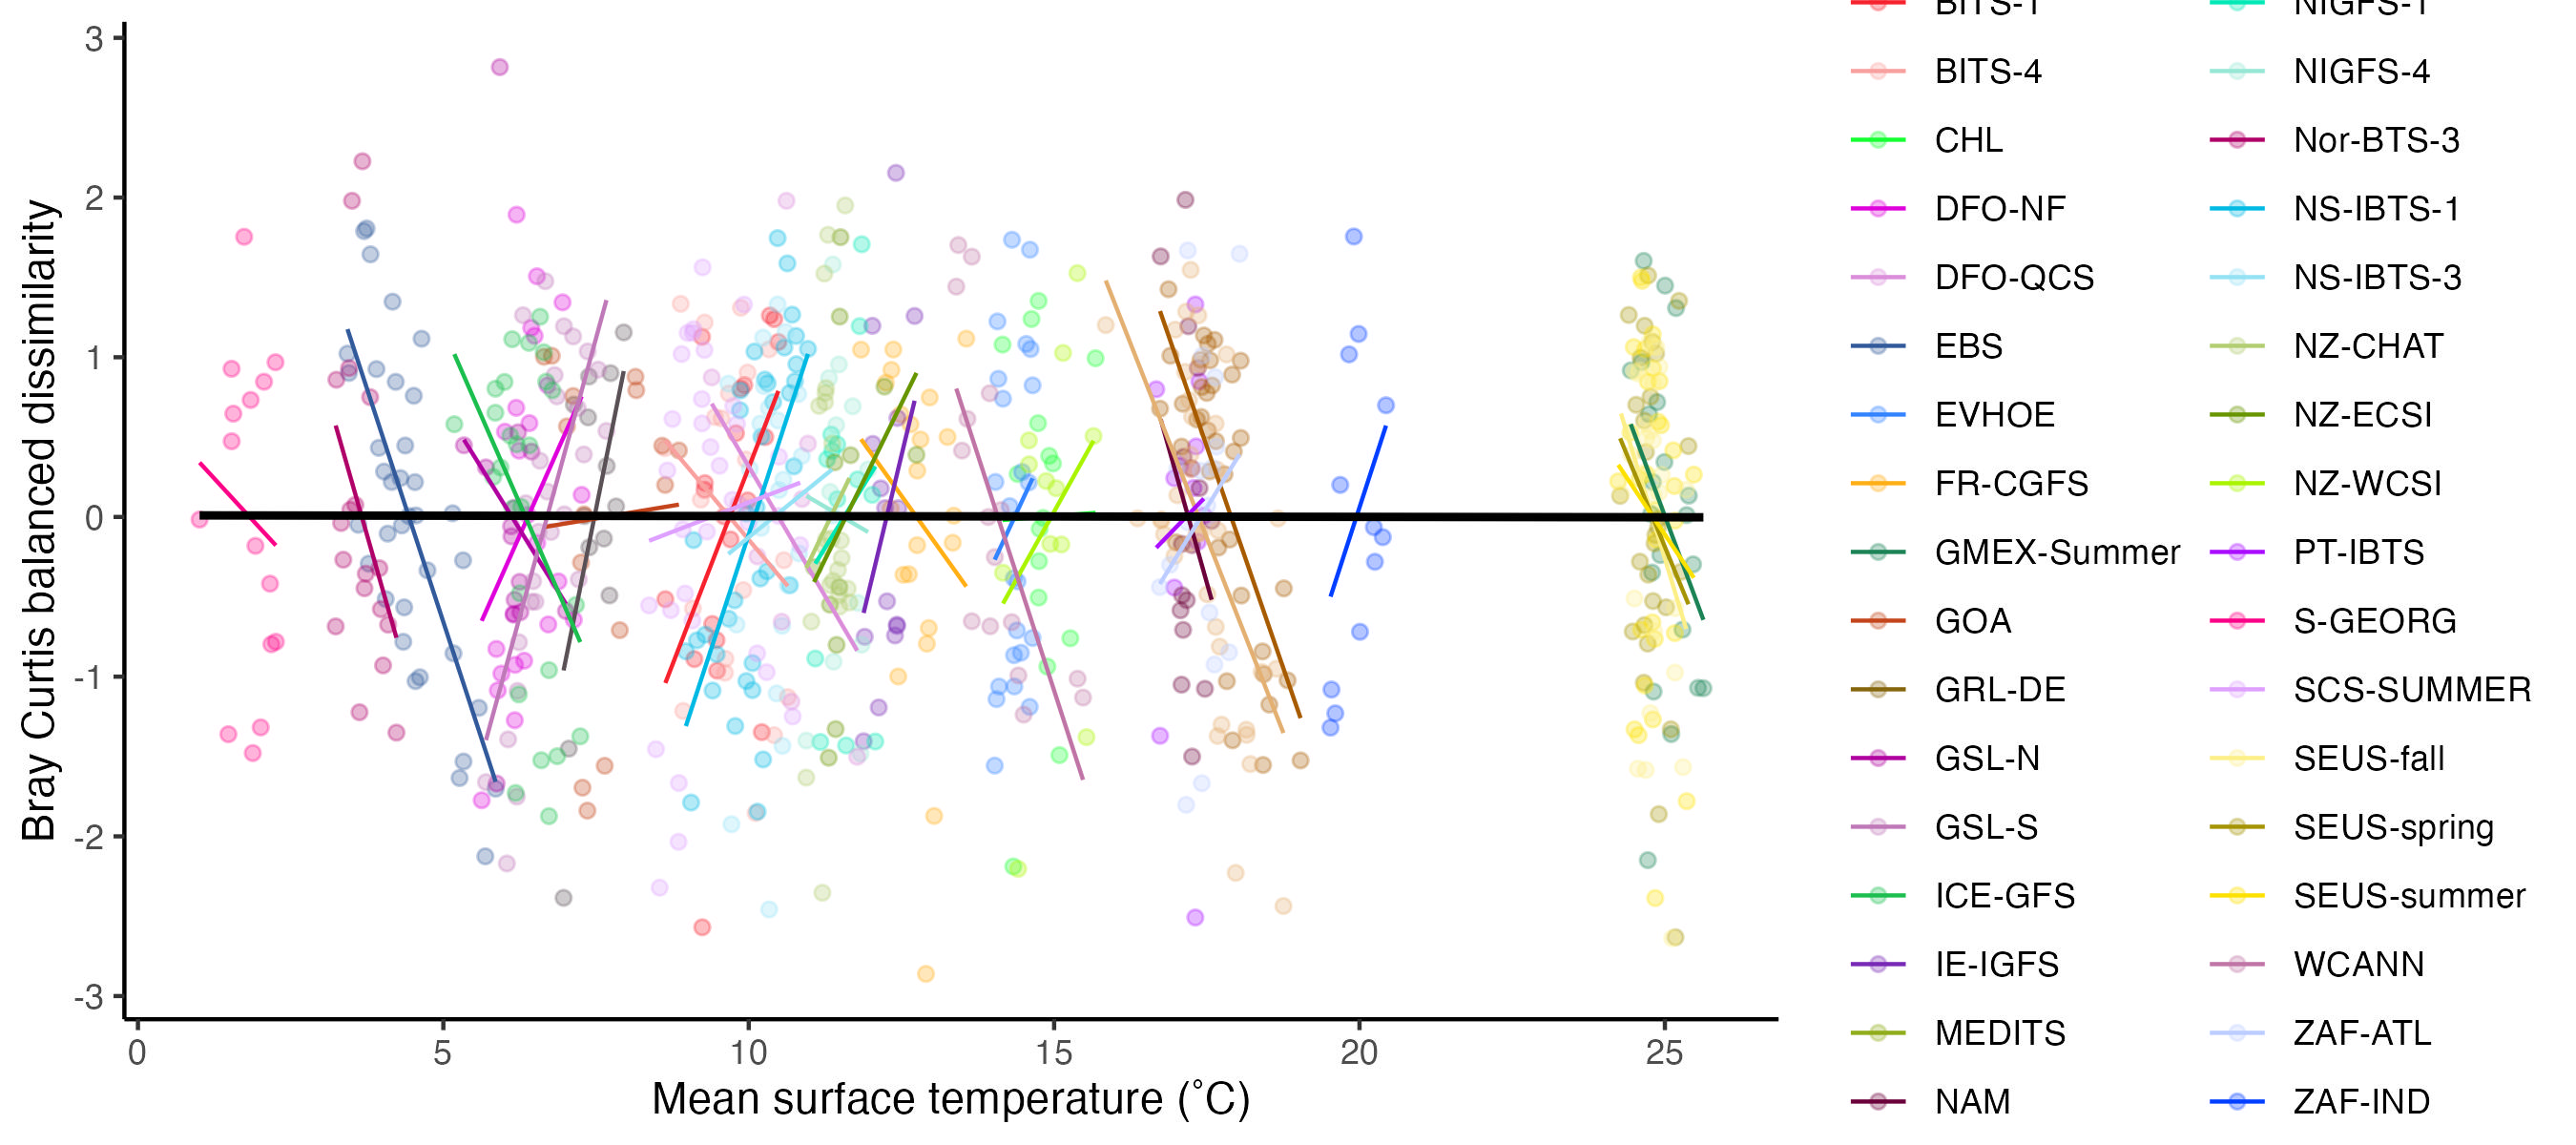 3
2
1
0
-1
-2
-3
Bray Curtis balanced dissimilarity
0 5 10 15 20 25
Mean surface temperature (°C)
BITS-1 NIGFS-1
BITS-4 NIGFS-4
CHL Nor-BTS-3
DFO-NF NS-IBTS-1
DFO-QCS NS-IBTS-3
EBS NZ-CHAT
EVHOE NZ-ECSI
FR-CGFS NZ-WCSI
GMEX-Summer PT-IBTS
GOA S-GEORG
GRL-DE SCS-SUMMER
GSL-N SEUS-fall
GSL-S SEUS-spring
ICE-GFS SEUS-summer
IE-IGFS WCANN
MEDITS ZAF-ATL
NAM ZAF-IND